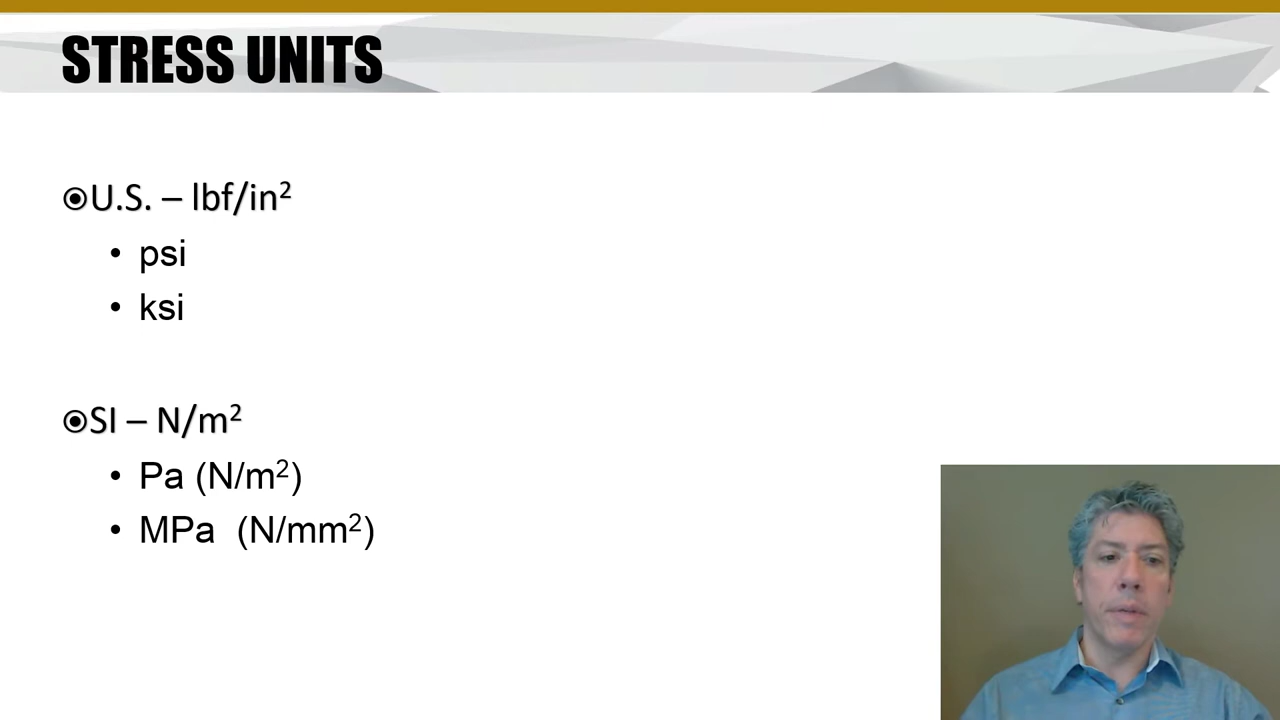 STRESS UNITS
⦿U.S. – lbf/in²
• psi
• ksi
⦿SI – N/m²
• Pa (N/m²)
• MPa (N/mm²)